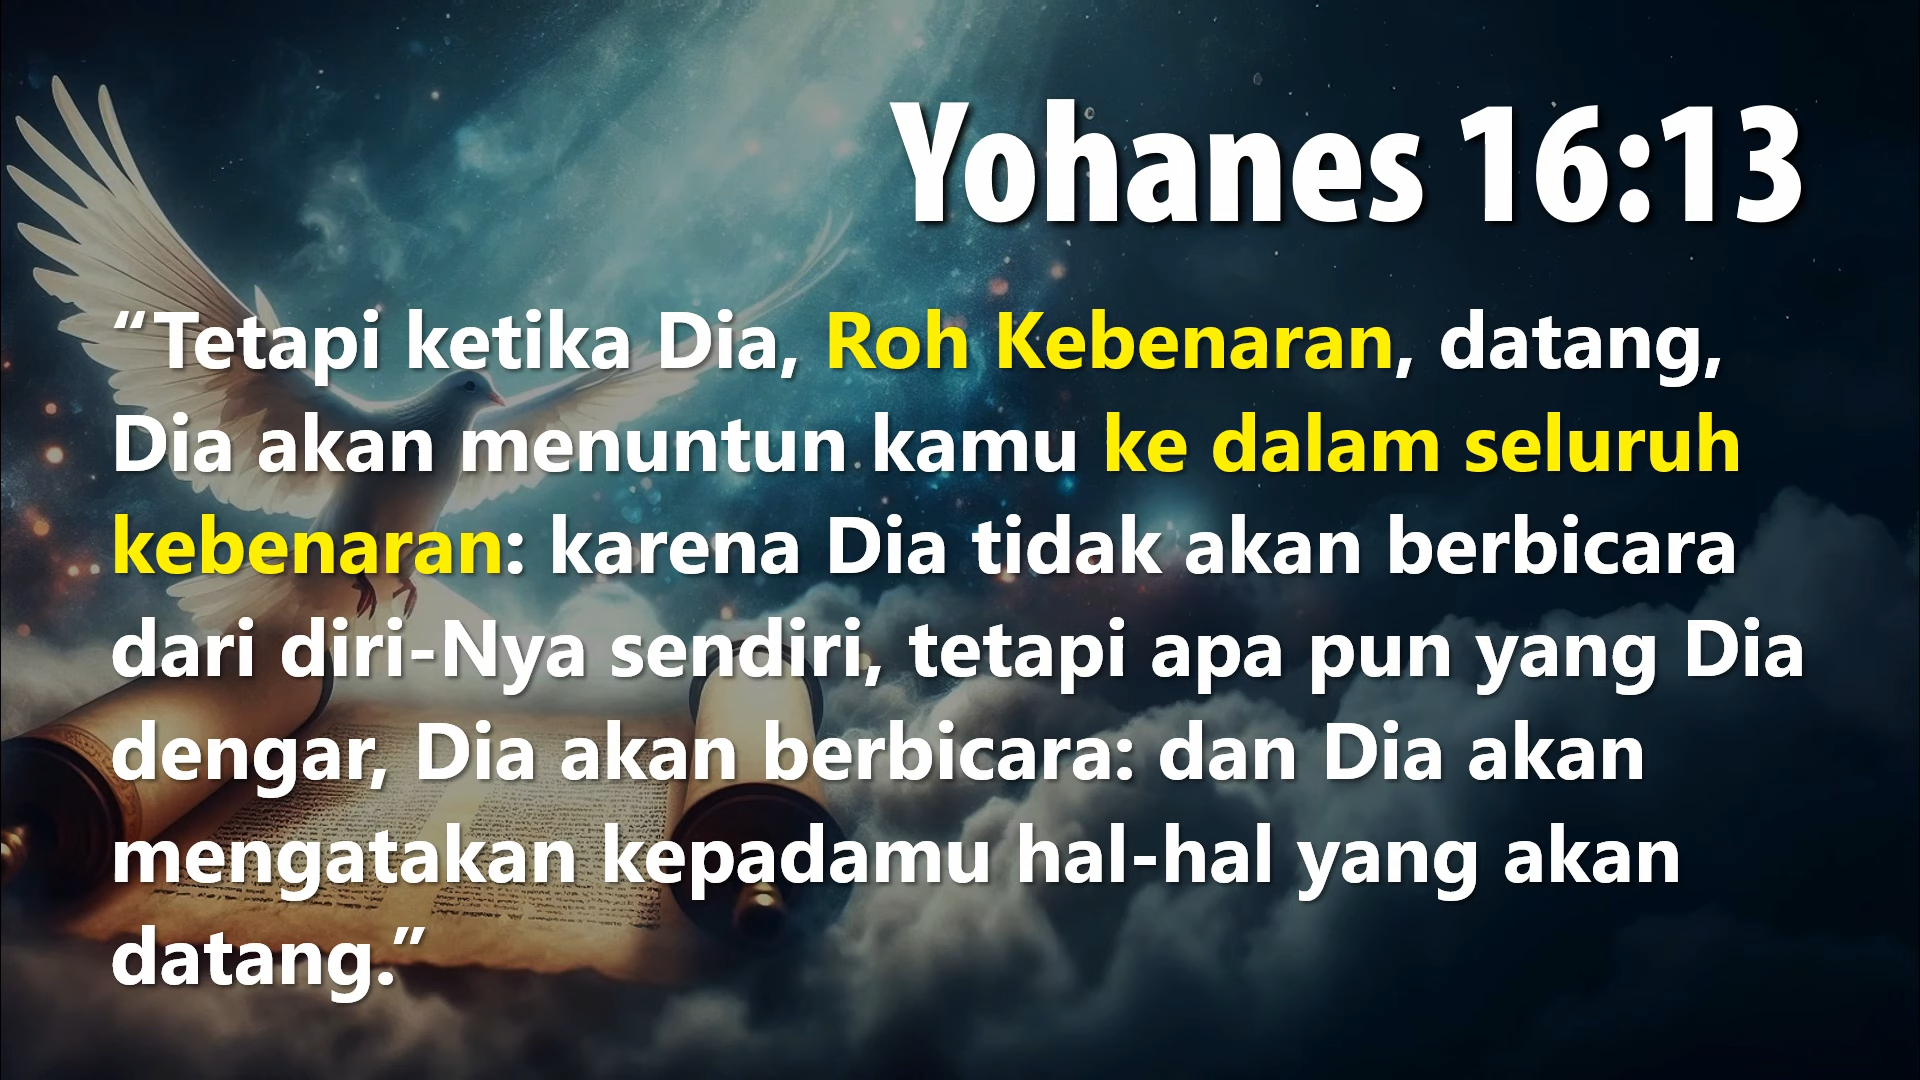 Yohanes 16:13
“Tetapi ketika Dia, Roh Kebenaran, datang,
Dia akan menuntun kamu ke dalam seluruh
kebenaran: karena Dia tidak akan berbicara
dari diri-Nya sendiri, tetapi apa pun yang Dia
dengar, Dia akan berbicara: dan Dia akan
mengatakan kepadamu hal-hal yang akan
datang.”